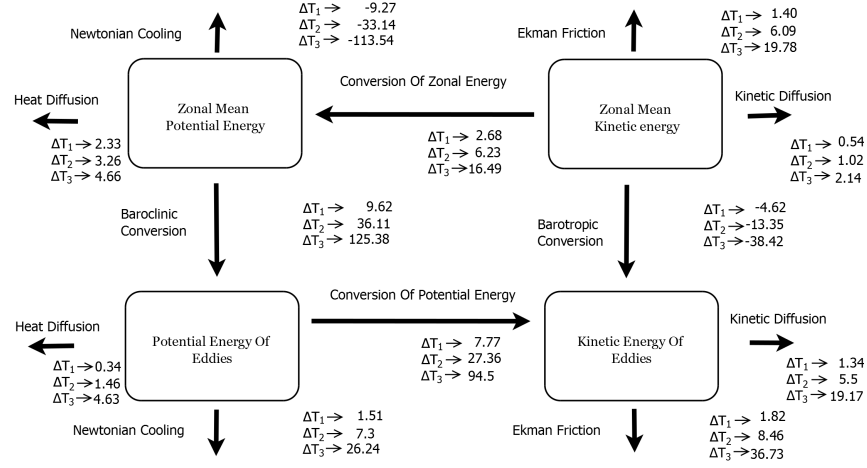 Newtonian Cooling
ΔT1 → -9.27
ΔT2 → -33.14
ΔT3 → -113.54
Ekman Friction
ΔT1 → 1.40
ΔT2 → 6.09
ΔT3 → 19.78
Heat Diffusion
ΔT1 → 2.33
ΔT2 → 3.26
ΔT3 → 4.66
Zonal Mean
Potential Energy
Conversion Of Zonal Energy
ΔT1 → 2.68
ΔT2 → 6.23
ΔT3 → 16.49
Zonal Mean
Kinetic energy
Kinetic Diffusion
ΔT1 → 0.54
ΔT2 → 1.02
ΔT3 → 2.14
Baroclinic
Conversion
ΔT1 → 9.62
ΔT2 → 36.11
ΔT3 → 125.38
Barotropic
Conversion
ΔT1 → -4.62
ΔT2 → -13.35
ΔT3 → -38.42
Heat Diffusion
ΔT1 → 0.34
ΔT2 → 1.46
ΔT3 → 4.63
Potential Energy Of
Eddies
Conversion Of Potential Energy
ΔT1 → 7.77
ΔT2 → 27.36
ΔT3 → 94.5
Kinetic Energy Of
Eddies
Kinetic Diffusion
ΔT1 → 1.34
ΔT2 → 5.5
ΔT3 → 19.17
Newtonian Cooling
ΔT1 → 1.51
ΔT2 → 7.3
ΔT3 → 26.24
Ekman Friction
ΔT1 → 1.82
ΔT2 → 8.46
ΔT3 → 36.73